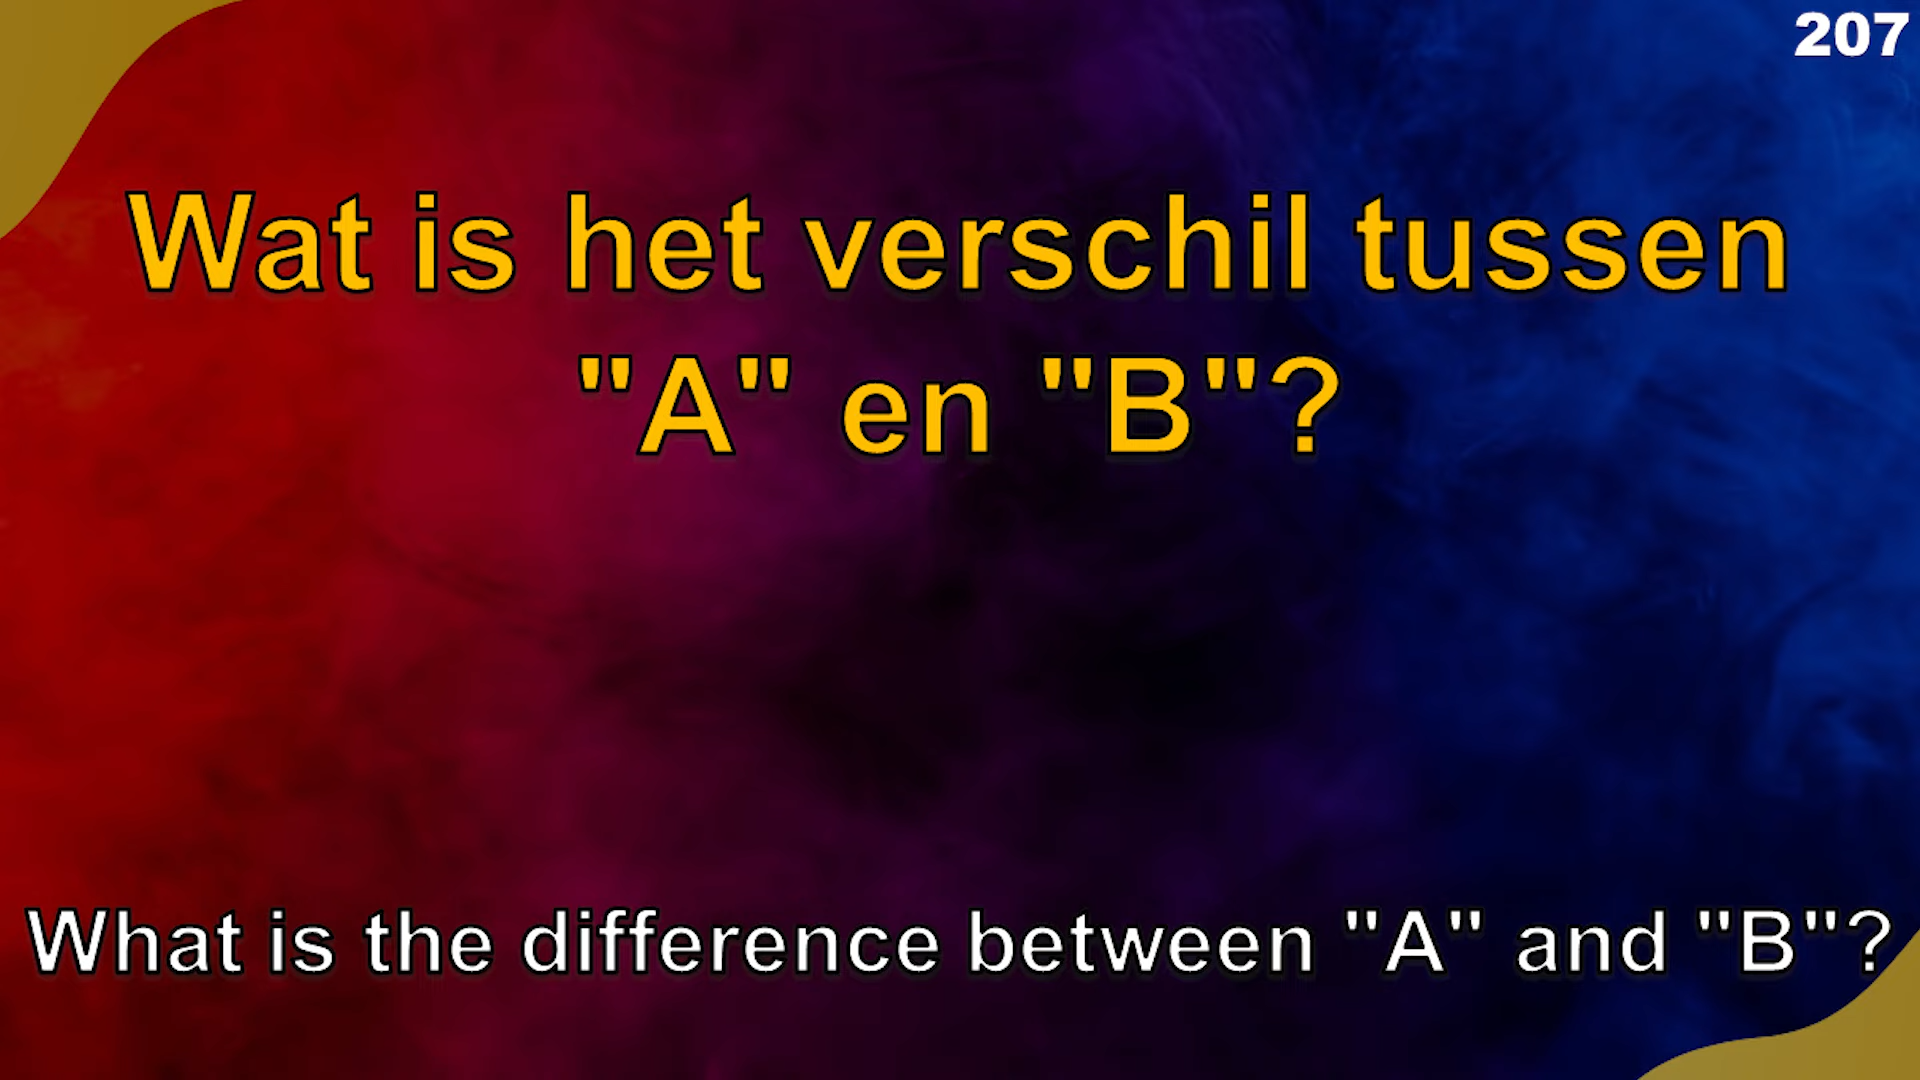 207
Wat is het verschil tussen
"A" en "B"?
What is the difference between "A" and "B"?